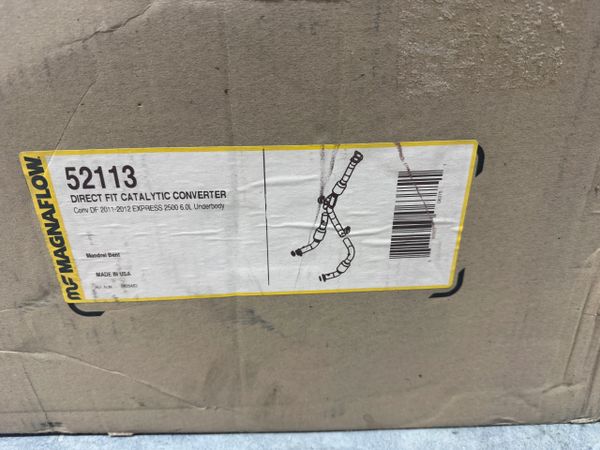 MAGNAFLOW
52113
DIRECT FIT CATALYTIC CONVERTER
Conv DF 2011-2012 EXPRESS 2500 6.0L Underbody
Mandrel Bent
MADE IN USA